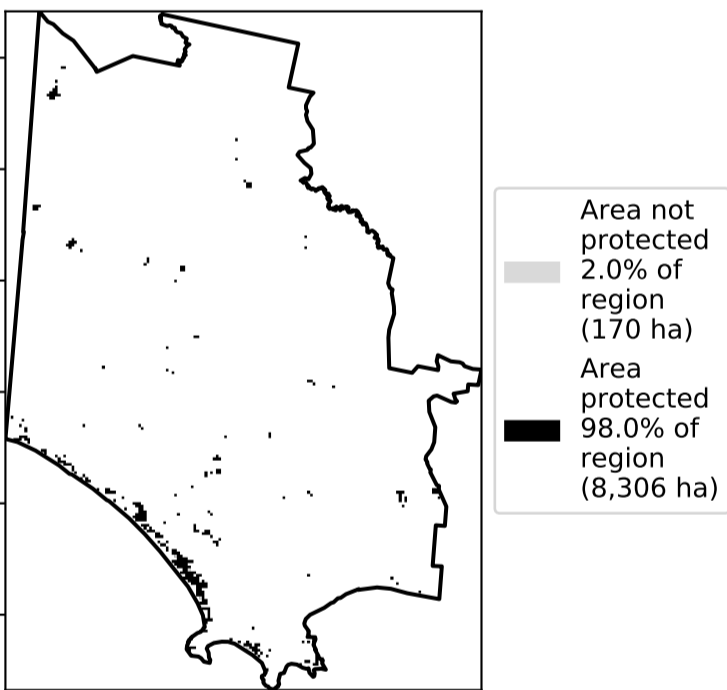 Area not
protected
2.0% of
region
(170 ha)
Area
protected
98.0% of
region
(8,306 ha)